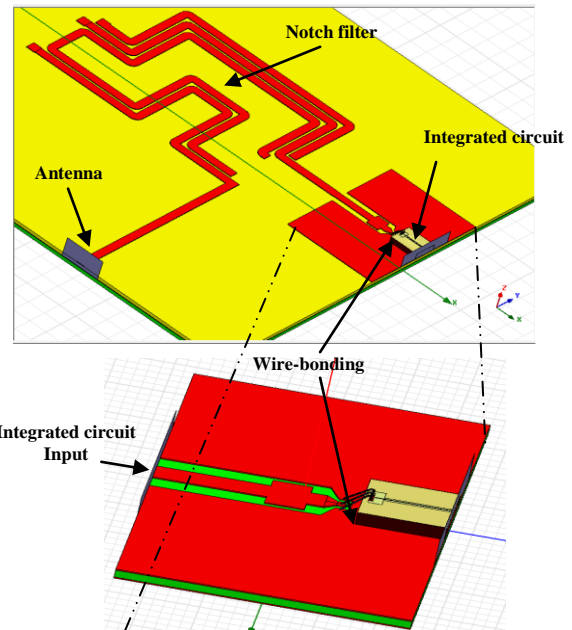 Notch filter
Integrated circuit
Antenna
Z
Y
X
X
Wire-bonding
Integrated circuit
Input